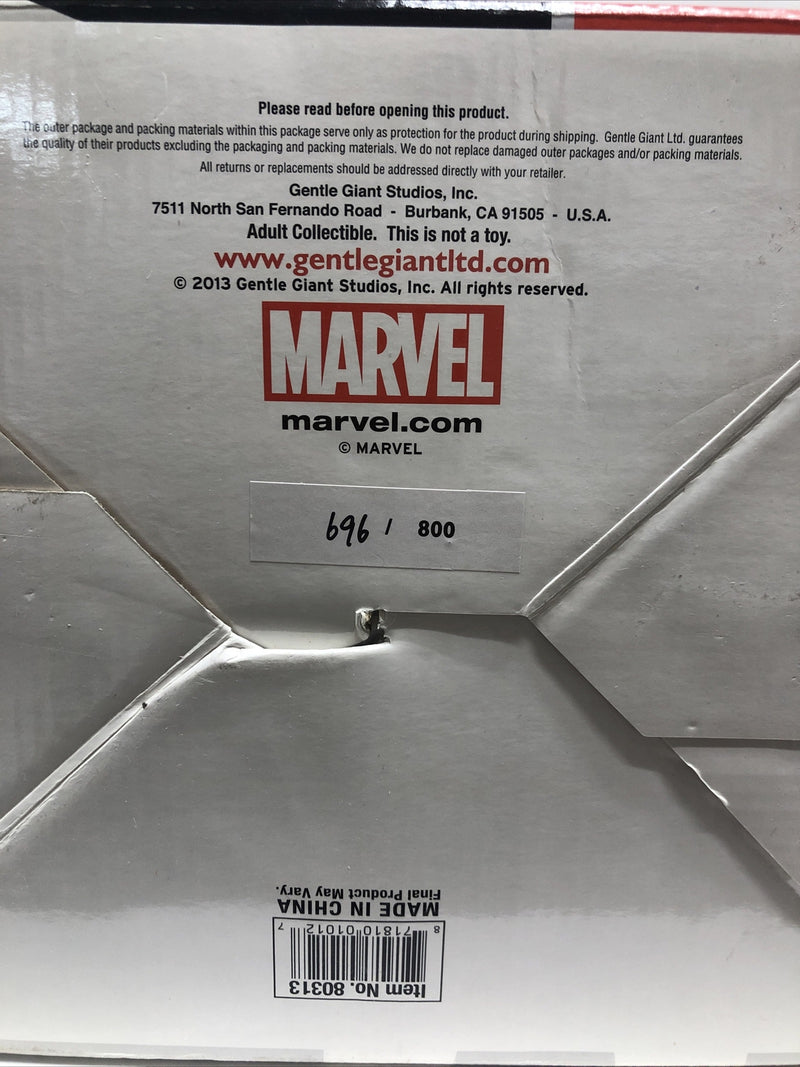 Please read before opening this product.
The outer package and packing materials within this package serve only as protection for the product during shipping. Gentle Giant Ltd. guarantees
the quality of their products excluding the packaging and packing materials. We do not replace damaged outer packages and/or packing materials.
All returns or replacements should be addressed directly with your retailer.
Gentle Giant Studios, Inc.
7511 North San Fernando Road - Burbank, CA 91505 - U.S.A.
Adult Collectible. This is not a toy.
www.gentlegiantltd.com
© 2013 Gentle Giant Studios, Inc. All rights reserved.
MARVEL
marvel.com
© MARVEL
696 / 800
Item No. 80313
8 71810 01012 7
MADE IN CHINA
Final Product May Vary.